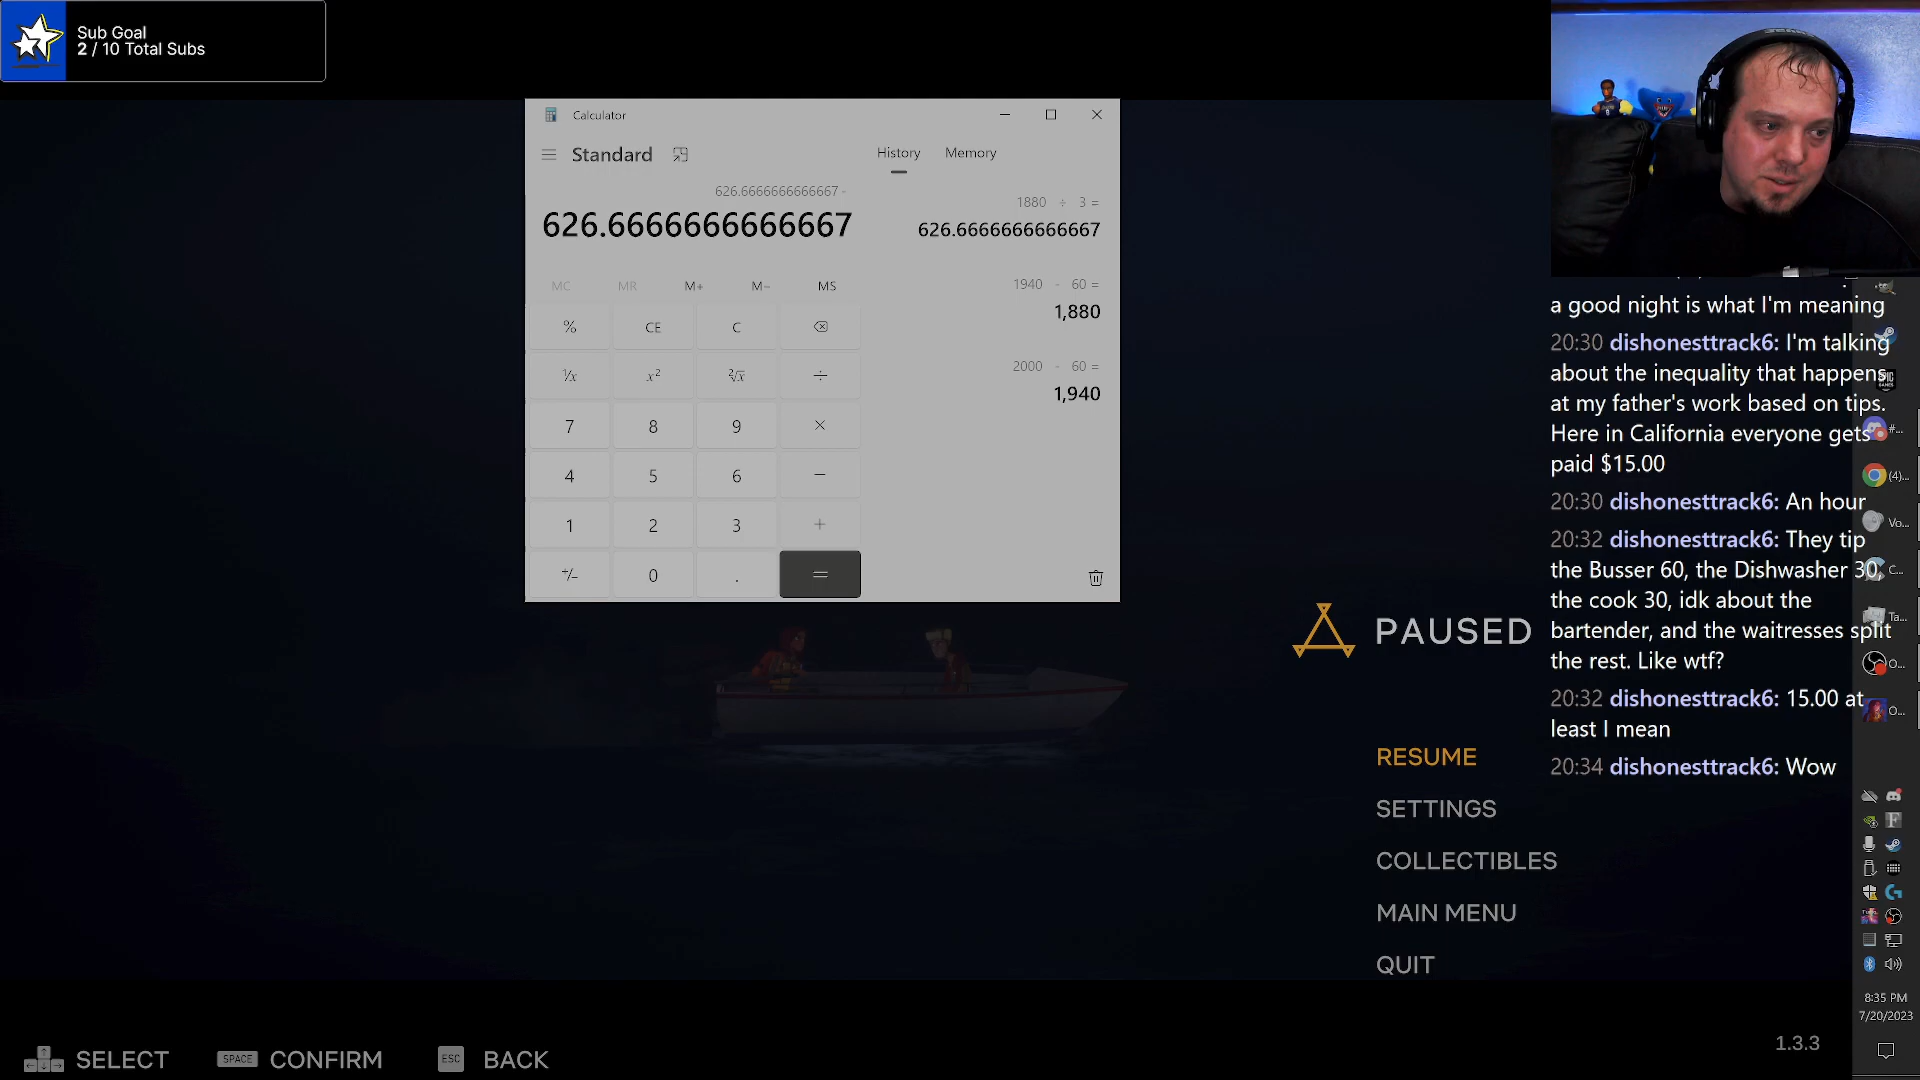 Sub Goal
2 / 10 Total Subs
Calculator
Standard
History Memory
626.6666666666667 -
626.6666666666667
1880 ÷ 3 =
626.6666666666667
1940 - 60 =
1,880
2000 - 60 =
1,940
MC MR M+ M- MS
% CE C
¹/x x² ²√x ÷
7 8 9 ×
4 5 6 −
1 2 3 +
+/- 0 . =
PAUSED
RESUME
SETTINGS
COLLECTIBLES
MAIN MENU
QUIT
SELECT
SPACE CONFIRM
ESC BACK
1.3.3
a good night is what I'm meaning
20:30 dishonesttrack6: I'm talking
about the inequality that happens
at my father's work based on tips.
Here in California everyone gets
paid $15.00
20:30 dishonesttrack6: An hour
20:32 dishonesttrack6: They tip
the Busser 60, the Dishwasher 30,
the cook 30, idk about the
bartender, and the waitresses split
the rest. Like wtf?
20:32 dishonesttrack6: 15.00 at
least I mean
20:34 dishonesttrack6: Wow
#...
(4)...
Vo...
C...
Ta...
O...
O...
8:35 PM
7/20/2023